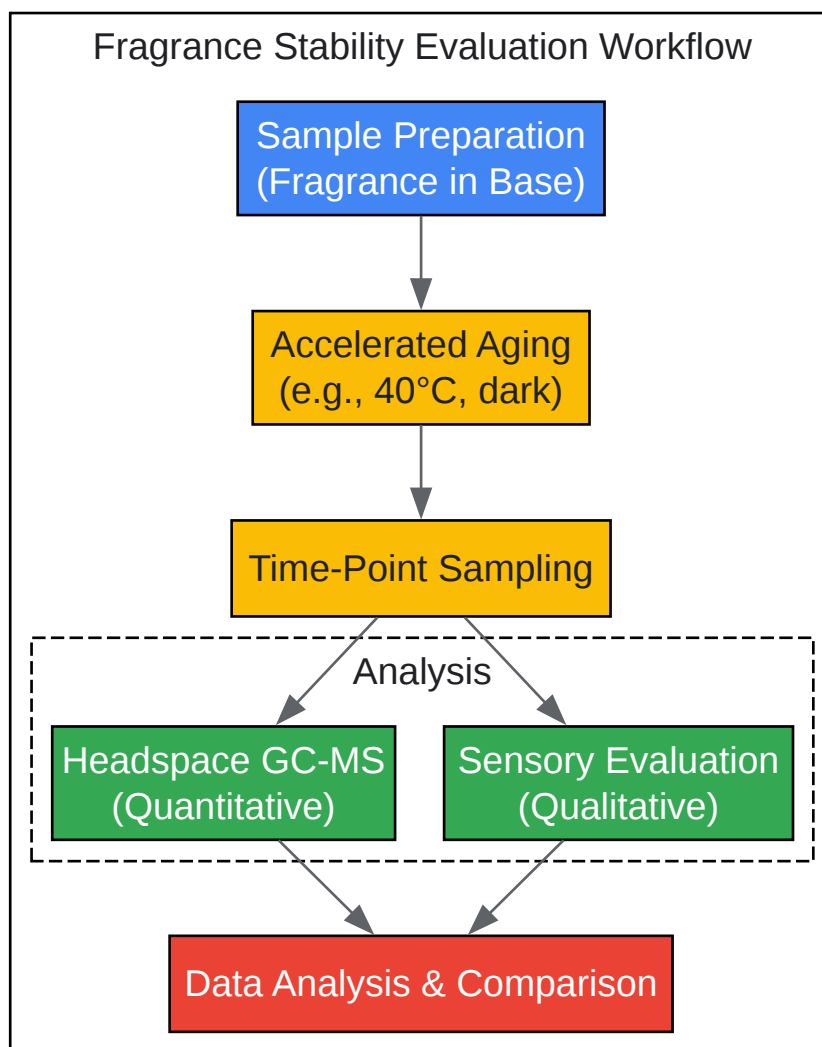 Fragrance Stability Evaluation Workflow
Sample Preparation
(Fragrance in Base)
Accelerated Aging
(e.g., 40°C, dark)
Time-Point Sampling
Analysis
Headspace GC-MS
(Quantitative)
Sensory Evaluation
(Qualitative)
Data Analysis & Comparison